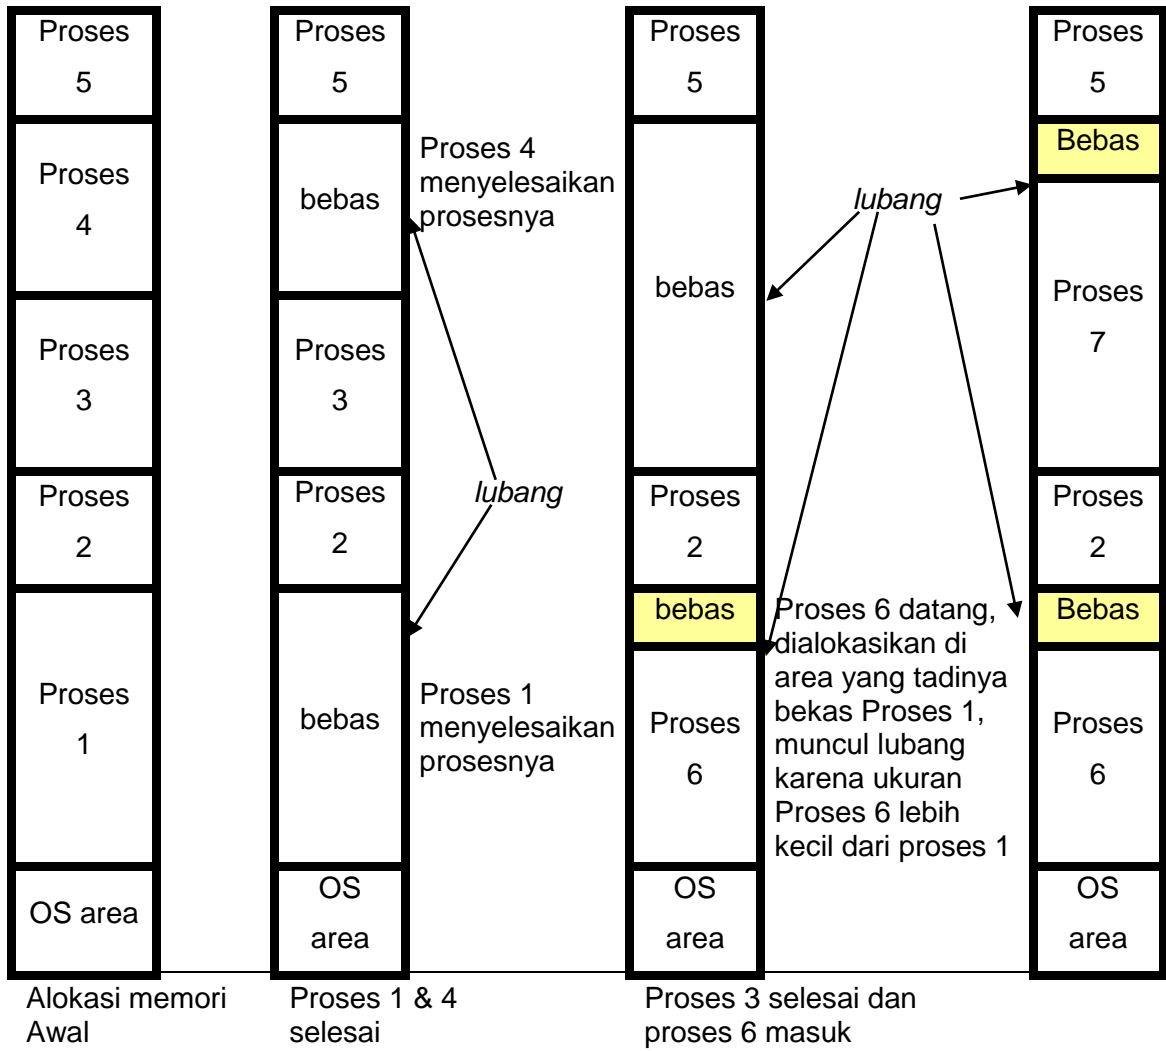 Proses
5
Proses
4
Proses
3
Proses
2
Proses
1
OS area
Alokasi memori
Awal
Proses
5
bebas
Proses
3
Proses
2
bebas
OS
area
Proses 1 & 4
selesai
Proses 4
menyelesaikan
prosesnya
lubang
Proses 1
menyelesaikan
prosesnya
Proses
5
bebas
Proses
2
bebas
Proses
6
OS
area
Proses 3 selesai dan
proses 6 masuk
lubang
Proses 6 datang,
dialokasikan di
area yang tadinya
bekas Proses 1,
muncul lubang
karena ukuran
Proses 6 lebih
kecil dari proses 1
Proses
5
Bebas
Proses
7
Proses
2
Bebas
Proses
6
OS
area